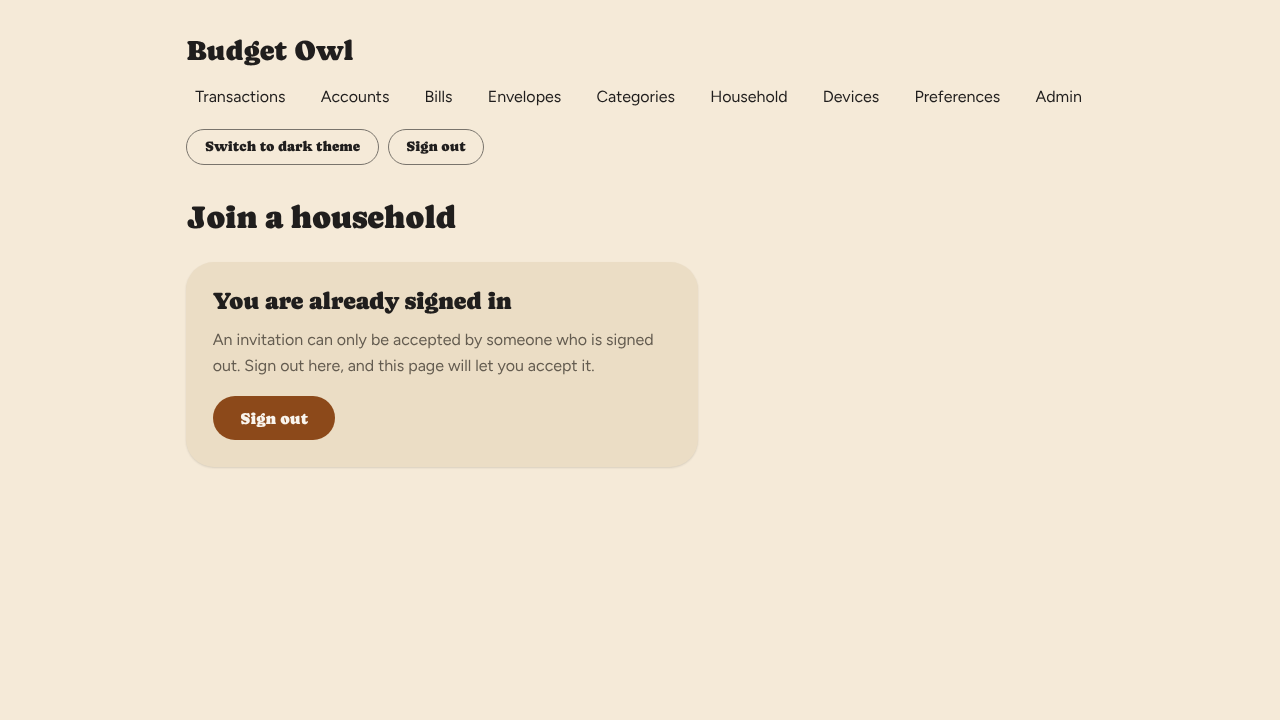 Budget Owl
Transactions Accounts Bills Envelopes Categories Household Devices Preferences Admin
Switch to dark theme Sign out
Join a household
You are already signed in
An invitation can only be accepted by someone who is signed
out. Sign out here, and this page will let you accept it.
Sign out